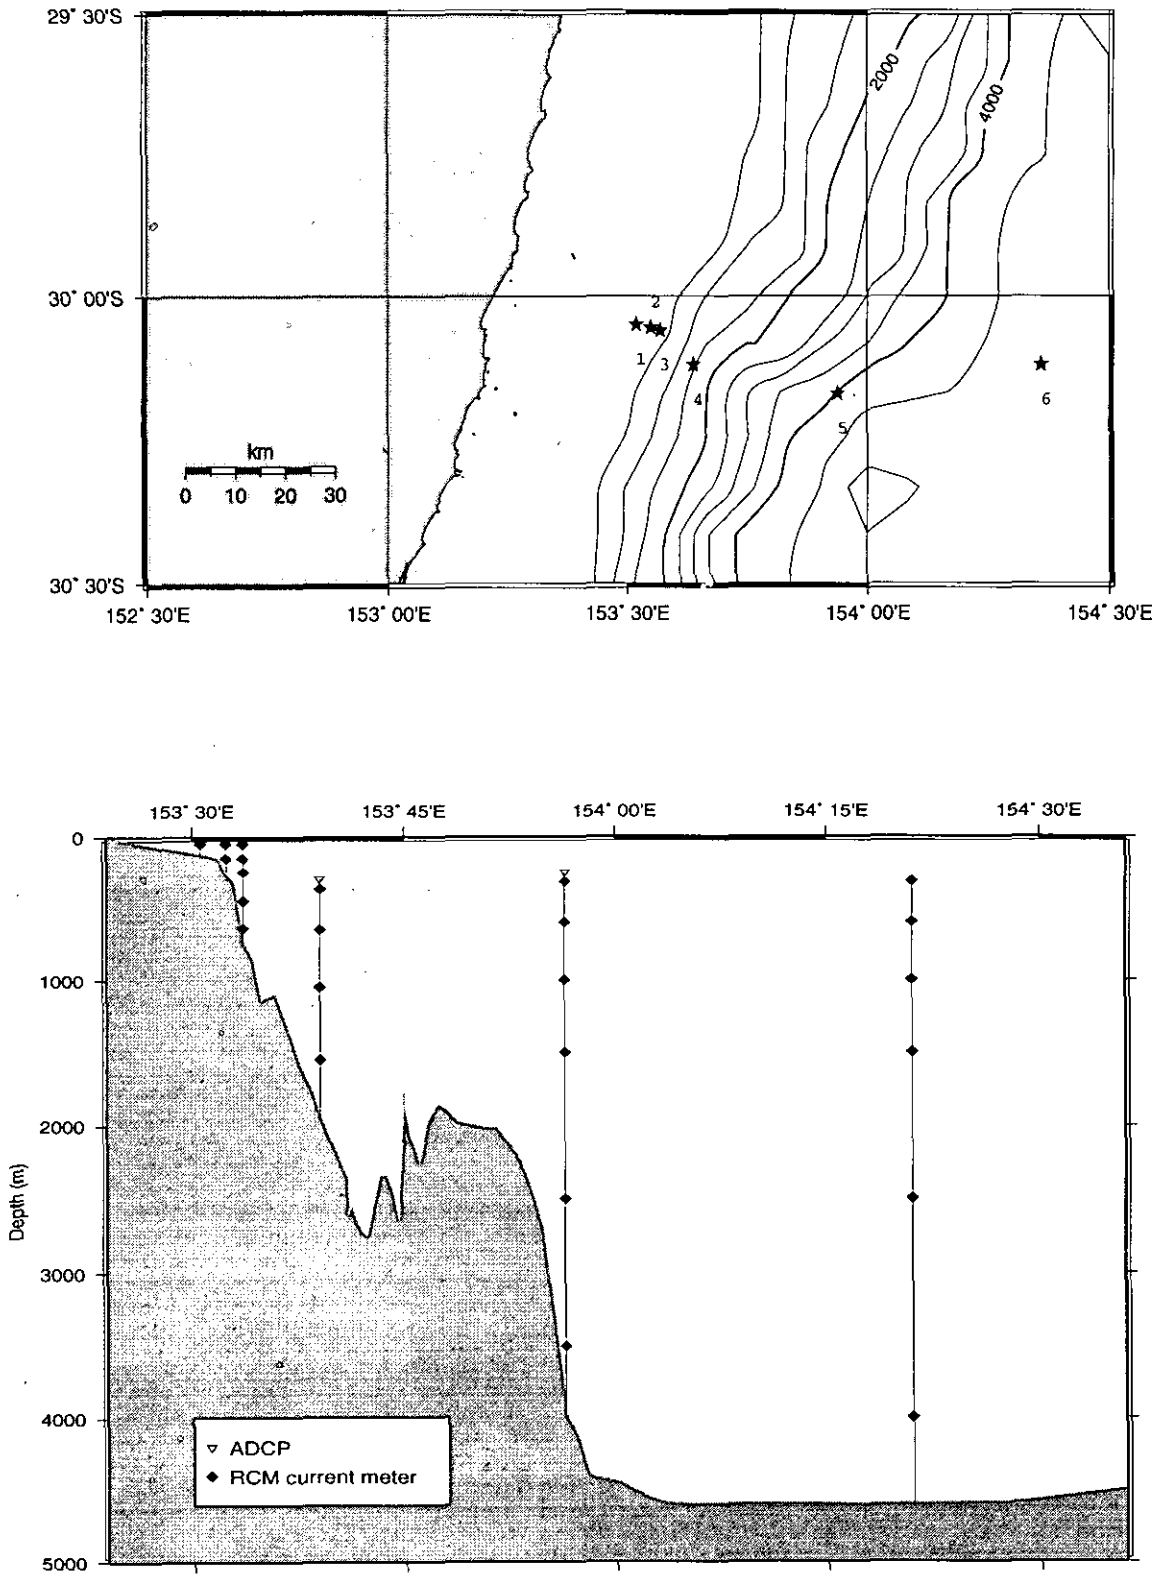 29° 30'S
2000
4000
30° 00'S
2
1
3
4
5
6
km
0 10 20 30
30° 30'S
152° 30'E 153° 00'E 153° 30'E 154° 00'E 154° 30'E
153° 30'E 153° 45'E 154° 00'E 154° 15'E 154° 30'E
0
1000
2000
Depth (m)
3000
4000
ADCP
RCM current meter
5000